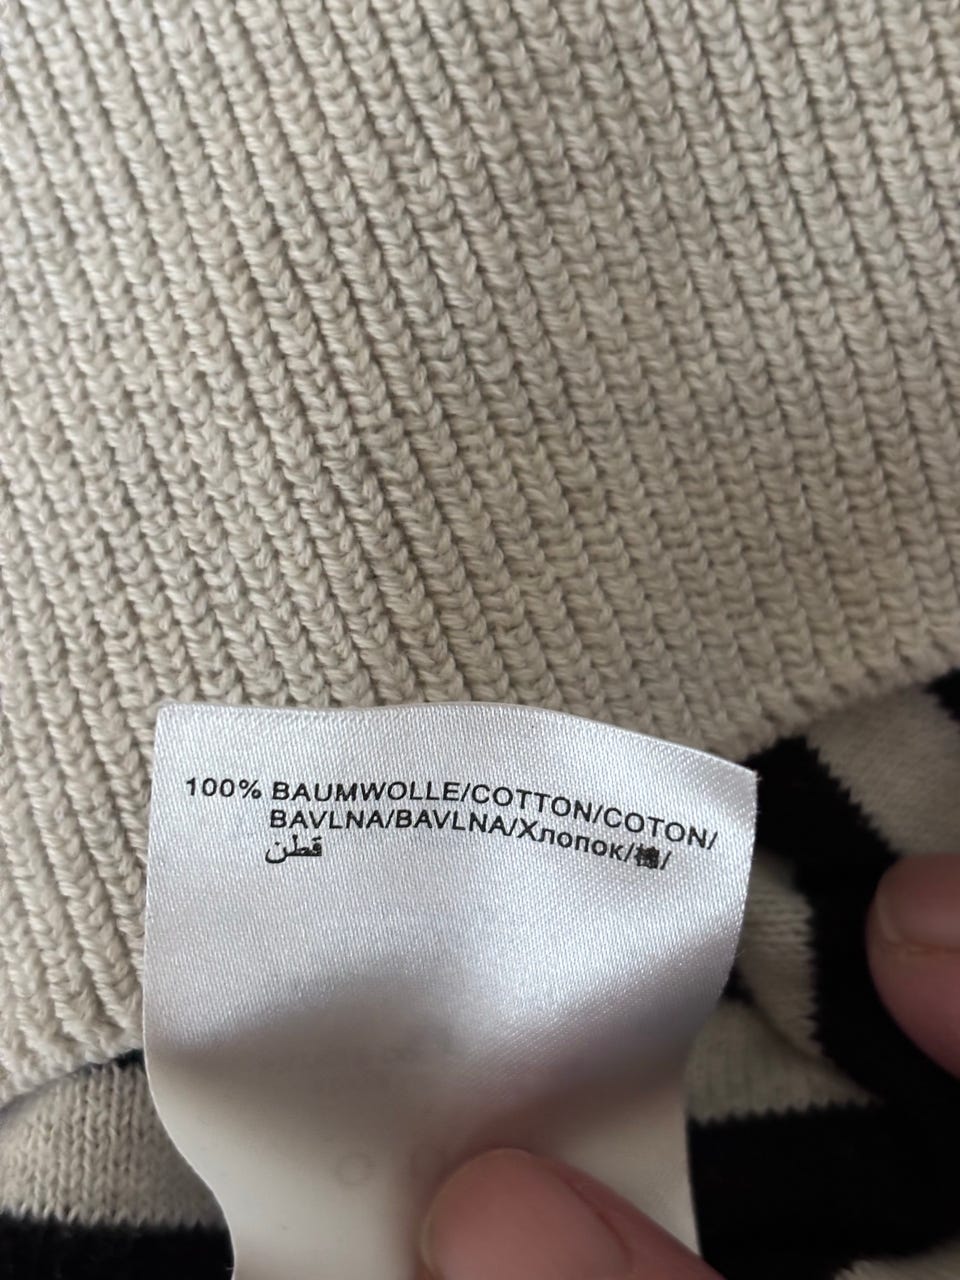 100% BAUMWOLLE/COTTON/COTON/
BAVLNA/BAVLNA/Хлопок/棉/
قطن